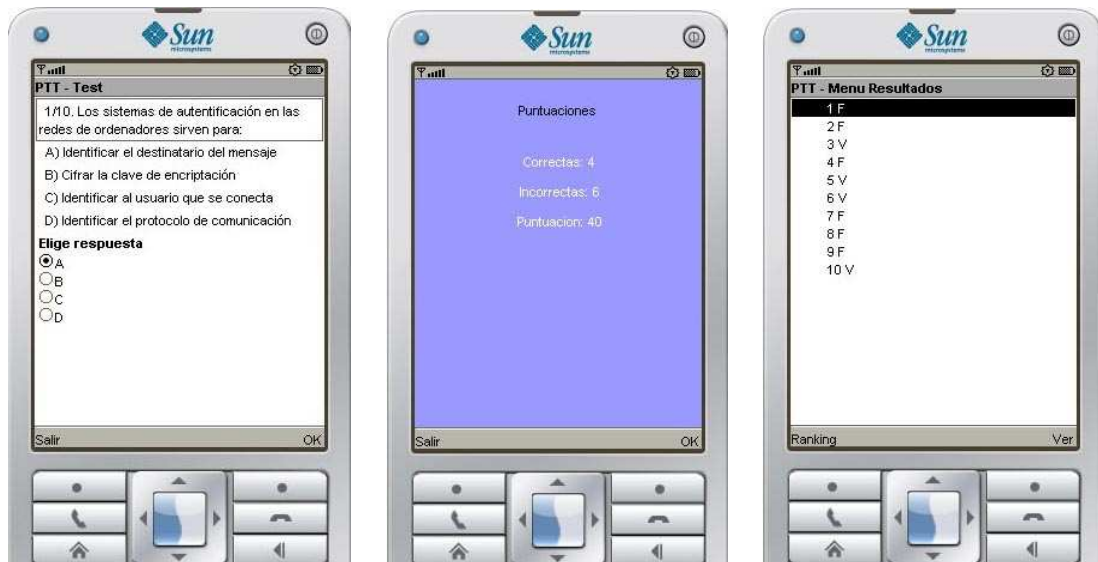 Sun
microsystems
PTT - Test
1/10. Los sistemas de autentificación en las
redes de ordenadores sirven para:
A) Identificar el destinatario del mensaje
B) Cifrar la clave de encriptación
C) Identificar al usuario que se conecta
D) Identificar el protocolo de comunicación
Elige respuesta
A
B
C
D
Salir
OK
Sun
microsystems
Puntuaciones
Correctas: 4
Incorrectas: 6
Puntuacion: 40
Salir
OK
Sun
microsystems
PTT - Menu Resultados
1 F
2 F
3 V
4 F
5 V
6 V
7 F
8 F
9 F
10 V
Ranking
Ver